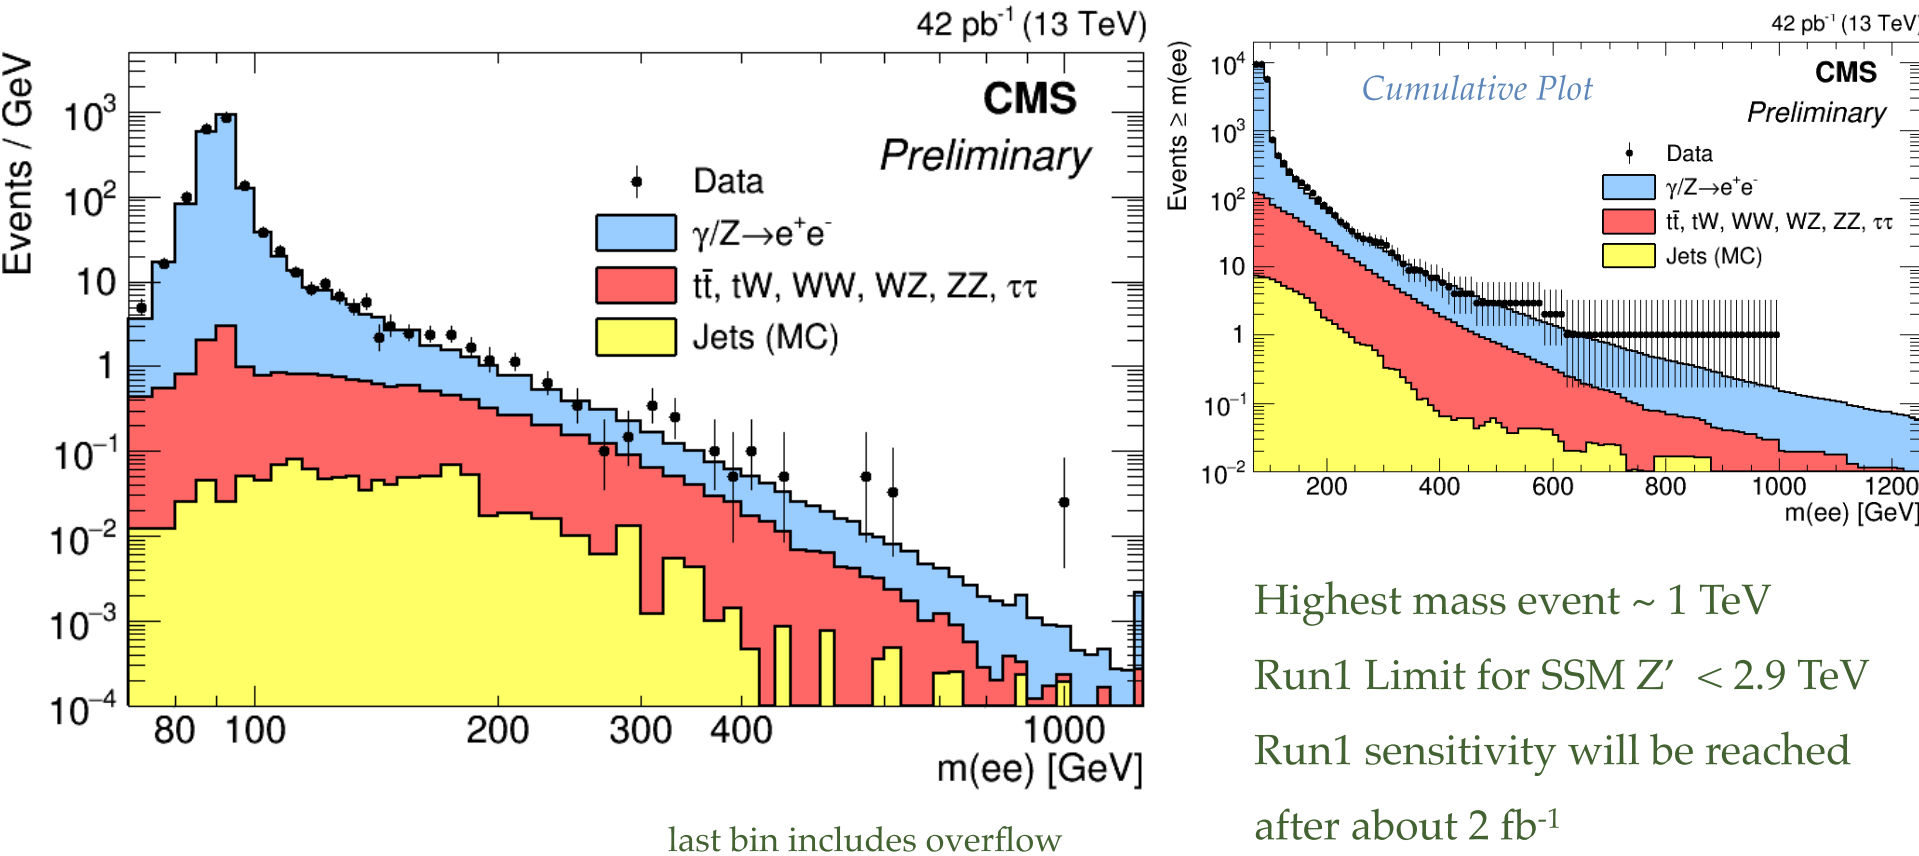 42 pb⁻¹ (13 TeV)
Events / GeV
CMS
Preliminary
Data
γ/Z→e⁺e⁻
tt̄, tW, WW, WZ, ZZ, ττ
Jets (MC)
10³
10²
10
1
10⁻¹
10⁻²
10⁻³
10⁻⁴
80 100 200 300 400 1000
m(ee) [GeV]
last bin includes overflow
42 pb⁻¹ (13 TeV)
Events ≥ m(ee)
Cumulative Plot
CMS
Preliminary
Data
γ/Z→e⁺e⁻
tt̄, tW, WW, WZ, ZZ, ττ
Jets (MC)
10⁴
10³
10²
10
1
10⁻¹
10⁻²
200 400 600 800 1000 1200
m(ee) [GeV]
Highest mass event ~ 1 TeV
Run1 Limit for SSM Z’ < 2.9 TeV
Run1 sensitivity will be reached
after about 2 fb⁻¹